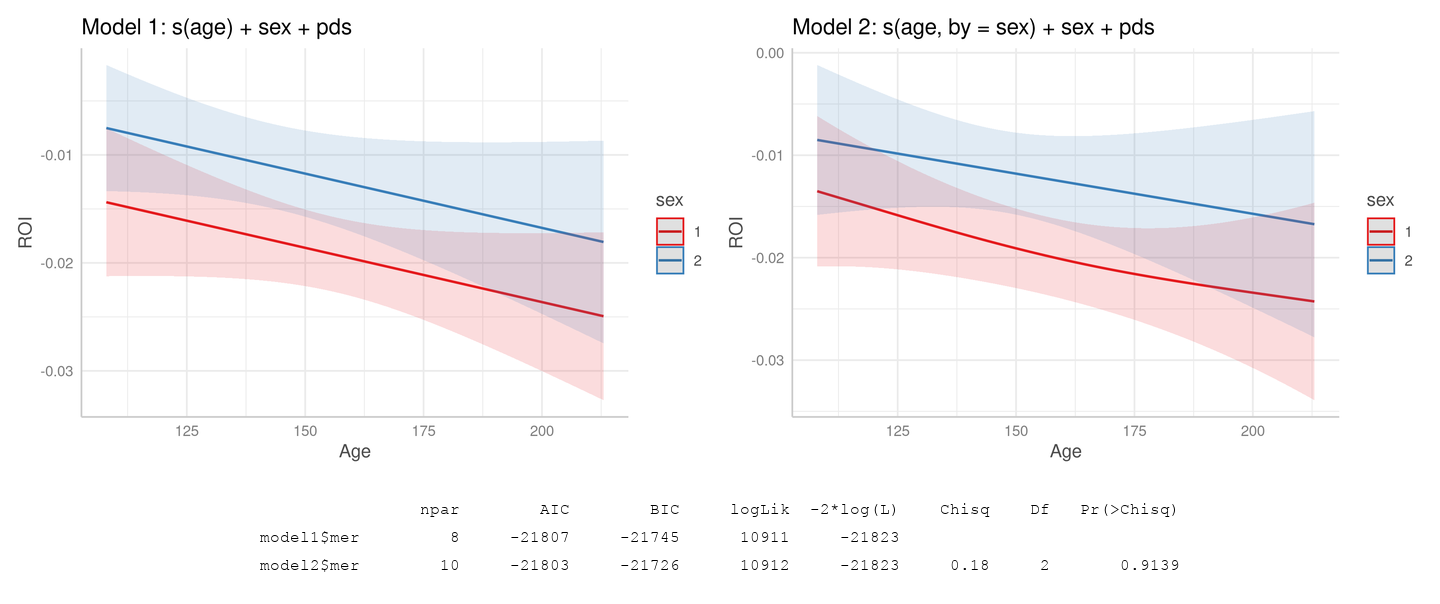 Model 1: s(age) + sex + pds
-0.01
-0.02
-0.03
ROI
125 150 175 200
Age
sex
1
2
Model 2: s(age, by = sex) + sex + pds
0.00
-0.01
-0.02
-0.03
ROI
125 150 175 200
Age
sex
1
2
npar AIC BIC logLik -2*log(L) Chisq Df Pr(>Chisq)
model1$mer 8 -21807 -21745 10911 -21823
model2$mer 10 -21803 -21726 10912 -21823 0.18 2 0.9139